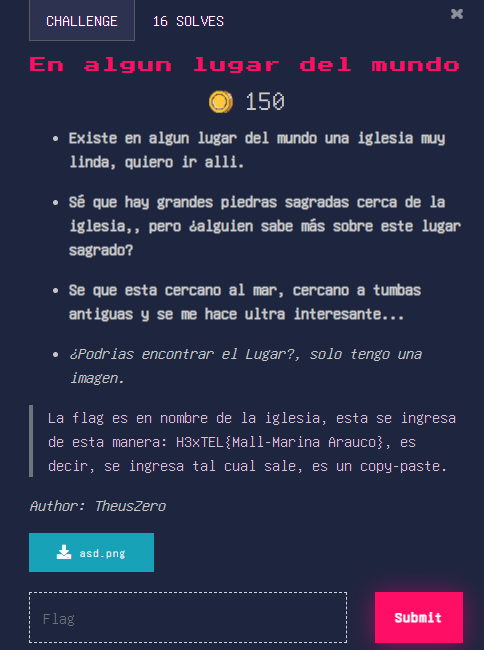 CHALLENGE 16 SOLVES
En algun lugar del mundo
150
Existe en algun lugar del mundo una iglesia muy
linda, quiero ir alli.
Sé que hay grandes piedras sagradas cerca de la
iglesia,, pero ¿alguien sabe más sobre este lugar
sagrado?
Se que esta cercano al mar, cercano a tumbas
antiguas y se me hace ultra interesante...
¿Podrias encontrar el Lugar?, solo tengo una
imagen.
La flag es en nombre de la iglesia, esta se ingresa
de esta manera: H3xTEL{Mall-Marina Arauco}, es
decir, se ingresa tal cual sale, es un copy-paste.
Author: TheusZero
asd.png
Flag
Submit